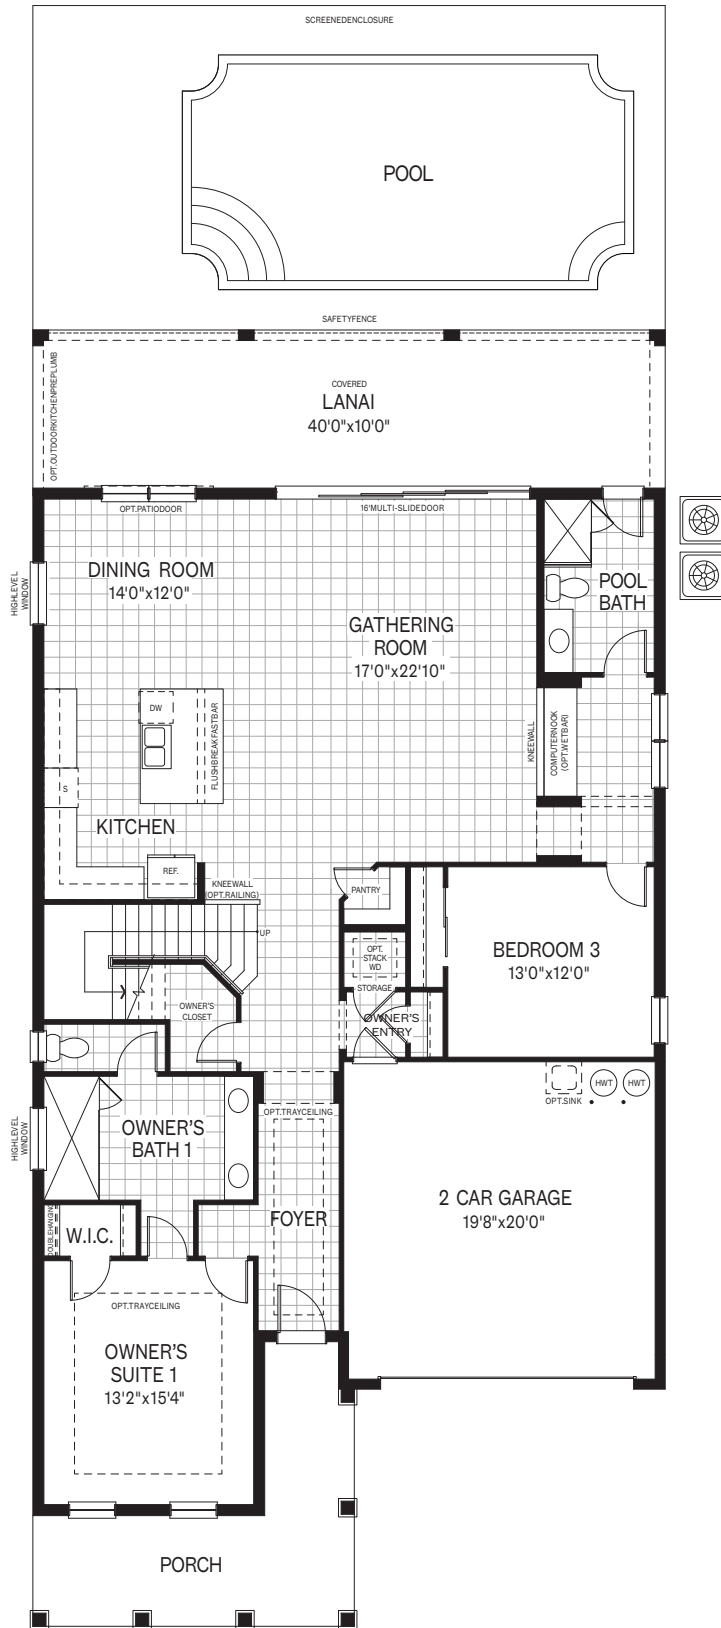 SCREENEDENCLOSURE
POOL
SAFETYFENCE
OPT.OUTDOORKITCHENPREPLUMB
COVERED
LANAI
40'0"x10'0"
OPT.PATIODOOR
16'MULTI-SLIDEDOOR
HIGHLEVEL
WINDOW
DINING ROOM
14'0"x12'0"
POOL
BATH
GATHERING
ROOM
17'0"x22'10"
DW
FLUSHBREAKFASTBAR
KNEEWALL
COMPUTERNOOK
(OPT.WETBAR)
S
KITCHEN
REF.
KNEEWALL
(OPT.RAILING)
PANTRY
UP
OPT.
STACK
WD
BEDROOM 3
13'0"x12'0"
STORAGE
OWNER'S
CLOSET
OWNER'S
ENTRY
HWT
HWT
OPT.SINK
OPT.TRAYCEILING
HIGHLEVEL
WINDOW
OWNER'S
BATH 1
2 CAR GARAGE
19'8"x20'0"
DOUBLEHANGING
W.I.C.
FOYER
OPT.TRAYCEILING
OWNER'S
SUITE 1
13'2"x15'4"
PORCH